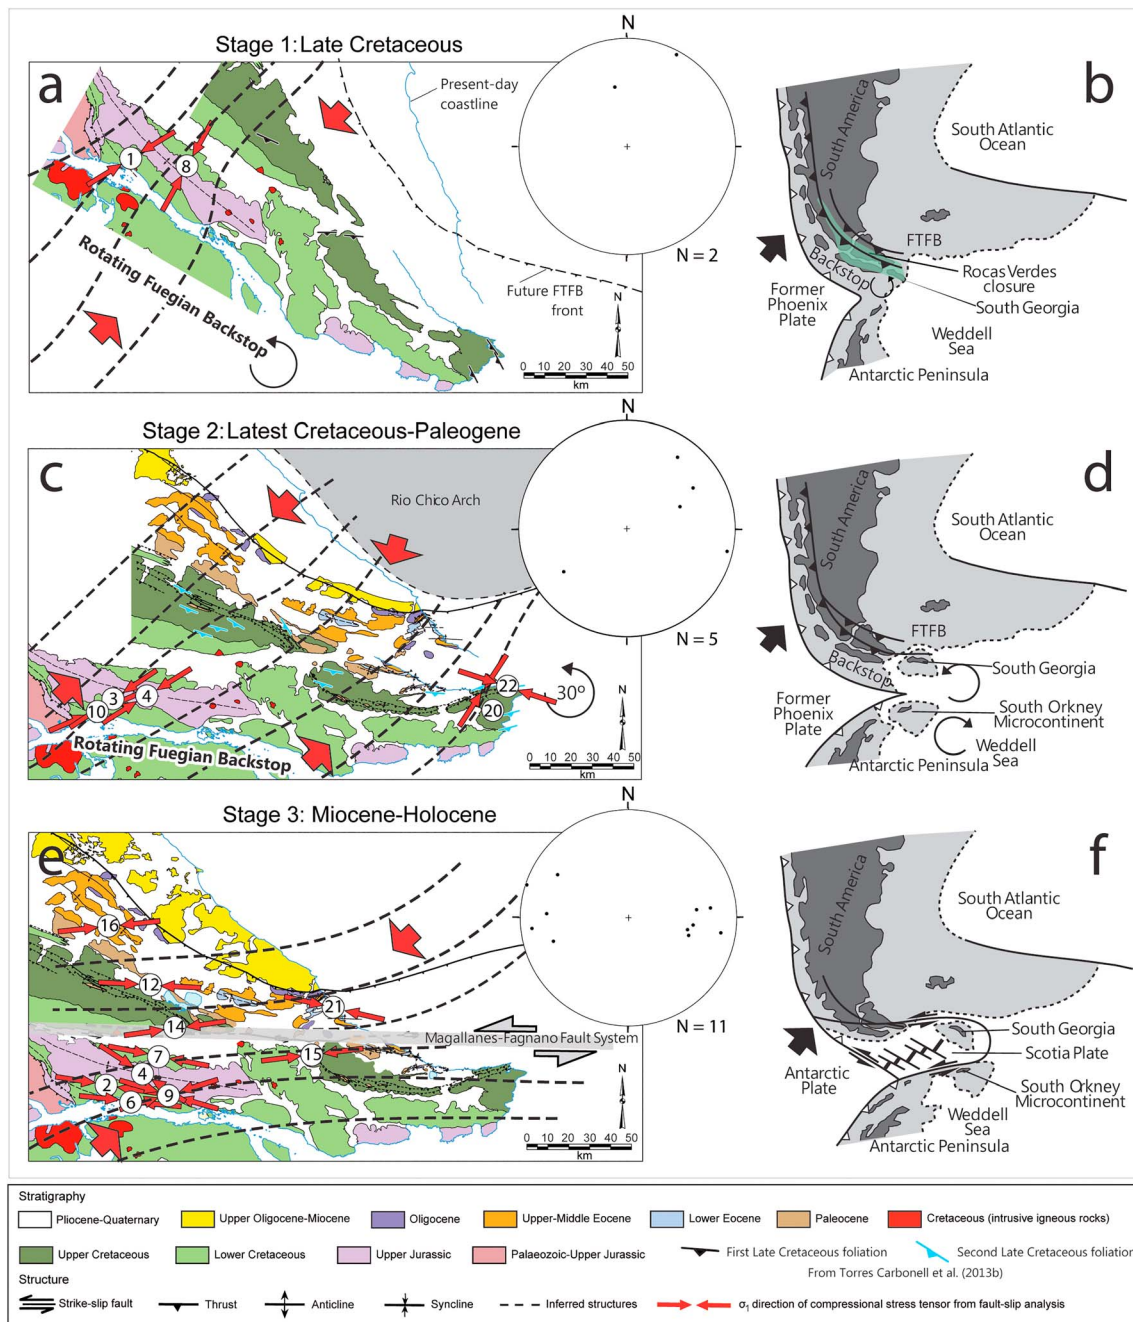 Stage 1: Late Cretaceous
a
Present-day
coastline
1
8
Rotating Fuegian Backstop
Future FTFB
front
N
0 10 20 30 40 50
km
N
N = 2
b
South America
South Atlantic
Ocean
FTFB
Backstop
Rocas Verdes
closure
South Georgia
Former
Phoenix
Plate
Weddell
Sea
Antarctic Peninsula
Stage 2: Latest Cretaceous-Paleogene
c
Rio Chico Arch
3
4
10
22
20
30º
Rotating Fuegian Backstop
N
0 10 20 30 40 50
km
N
N = 5
d
South America
South Atlantic
Ocean
FTFB
Backstop
South Georgia
Former
Phoenix
Plate
South Orkney
Microcontinent
Weddell
Sea
Antarctic Peninsula
Stage 3: Miocene-Holocene
e
16
12
21
14
Magallanes-Fagnano Fault System
7
15
4
2
9
6
N
0 10 20 30 40 50
km
N
N = 11
f
South America
South Atlantic
Ocean
South Georgia
Scotia Plate
Antarctic
Plate
South Orkney
Microcontinent
Weddell
Sea
Antarctic Peninsula
Stratigraphy
Pliocene-Quaternary Upper Oligocene-Miocene Oligocene Upper-Middle Eocene Lower Eocene Paleocene Cretaceous (intrusive igneous rocks)
Upper Cretaceous Lower Cretaceous Upper Jurassic Palaeozoic-Upper Jurassic First Late Cretaceous foliation Second Late Cretaceous foliation
From Torres Carbonell et al. (2013b)
Structure
Strike-slip fault Thrust Anticline Syncline Inferred structures σ1 direction of compressional stress tensor from fault-slip analysis